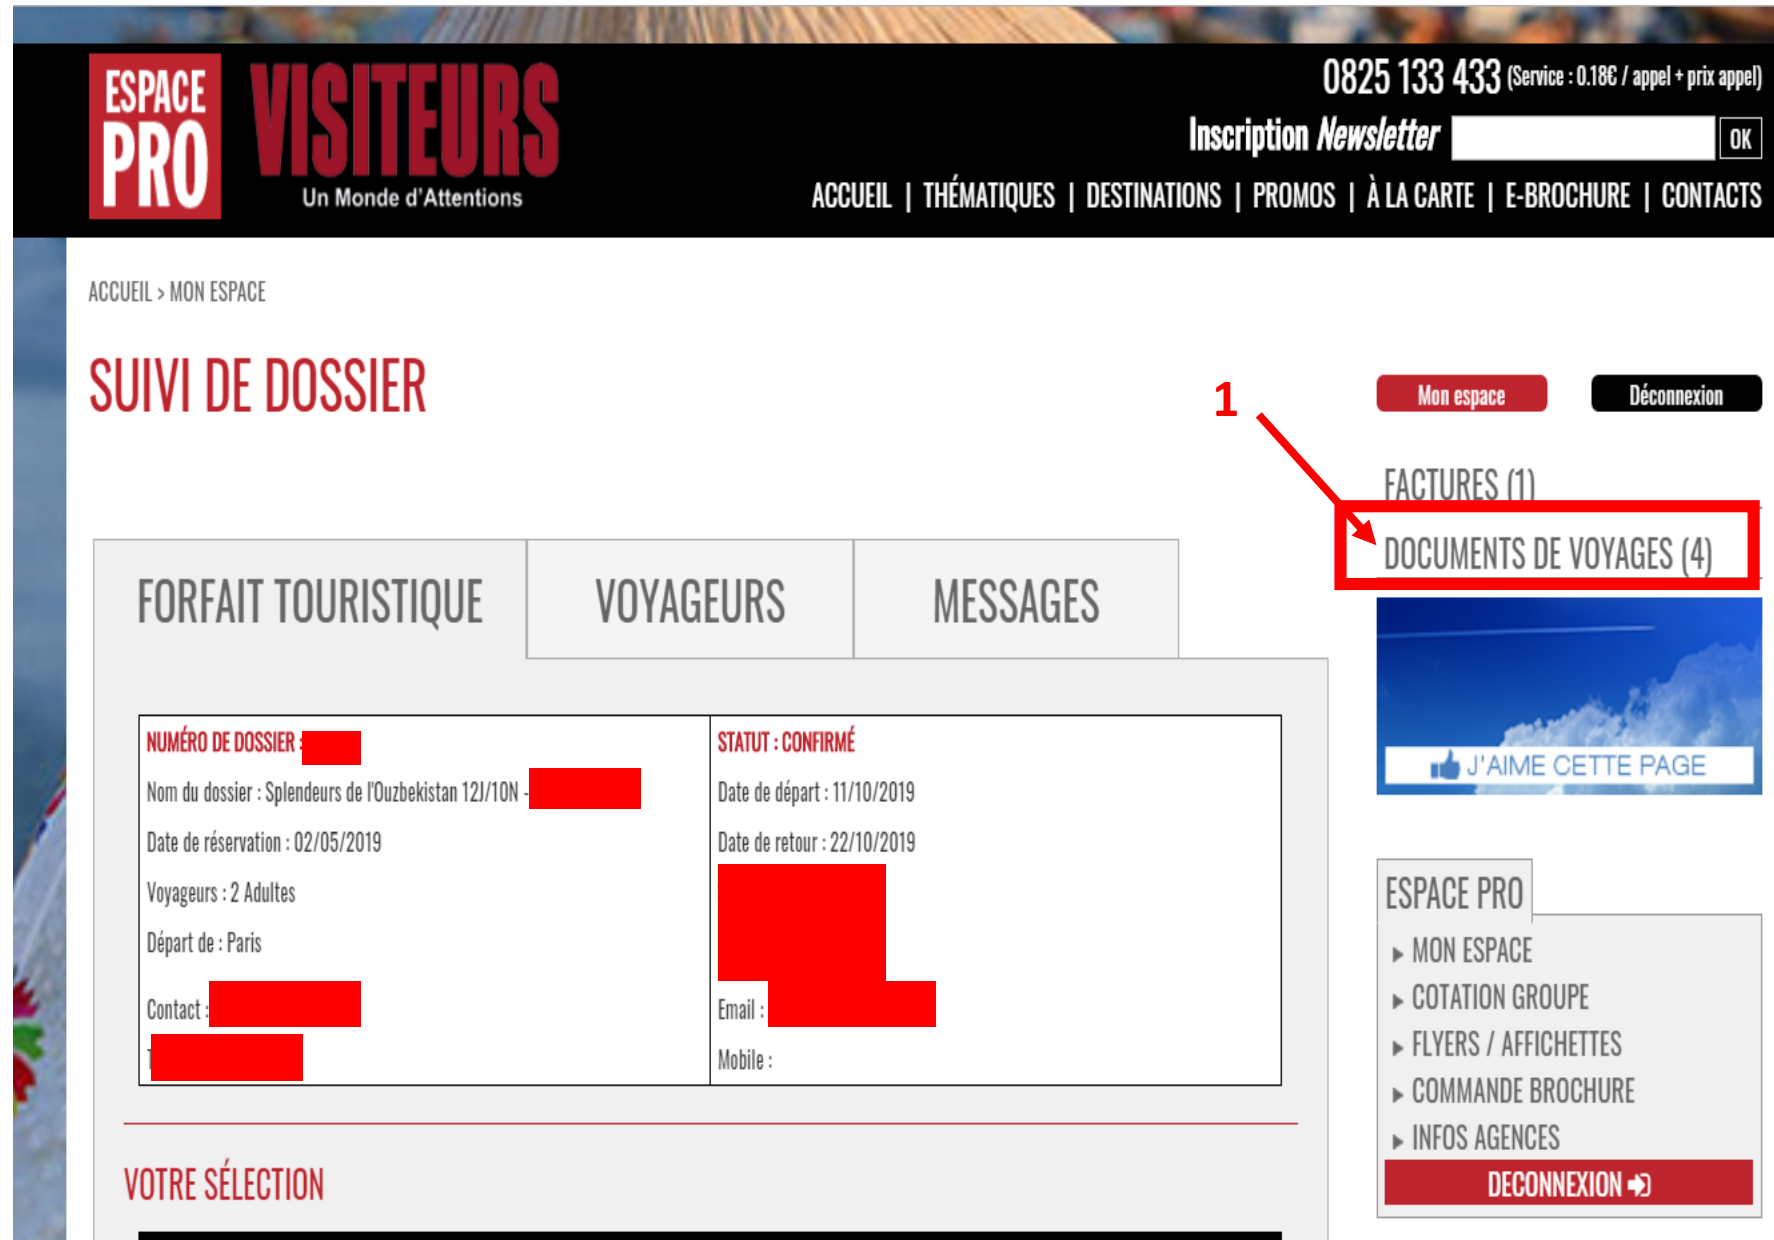 ESPACE
PRO
VISITEURS
Un Monde d'Attentions
0825 133 433 (Service : 0.18€ / appel + prix appel)
Inscription Newsletter
OK
ACCUEIL | THÉMATIQUES | DESTINATIONS | PROMOS | À LA CARTE | E-BROCHURE | CONTACTS
ACCUEIL > MON ESPACE
SUIVI DE DOSSIER
1
Mon espace
Déconnexion
FACTURES (1)
DOCUMENTS DE VOYAGES (4)
FORFAIT TOURISTIQUE
VOYAGEURS
MESSAGES
NUMÉRO DE DOSSIER :
Nom du dossier : Splendeurs de l'Ouzbekistan 12J/10N -
Date de réservation : 02/05/2019
Voyageurs : 2 Adultes
Départ de : Paris
Contact :
STATUT : CONFIRMÉ
Date de départ : 11/10/2019
Date de retour : 22/10/2019
Email :
Mobile :
J'AIME CETTE PAGE
ESPACE PRO
MON ESPACE
COTATION GROUPE
FLYERS / AFFICHETTES
COMMANDE BROCHURE
INFOS AGENCES
DECONNEXION
VOTRE SÉLECTION